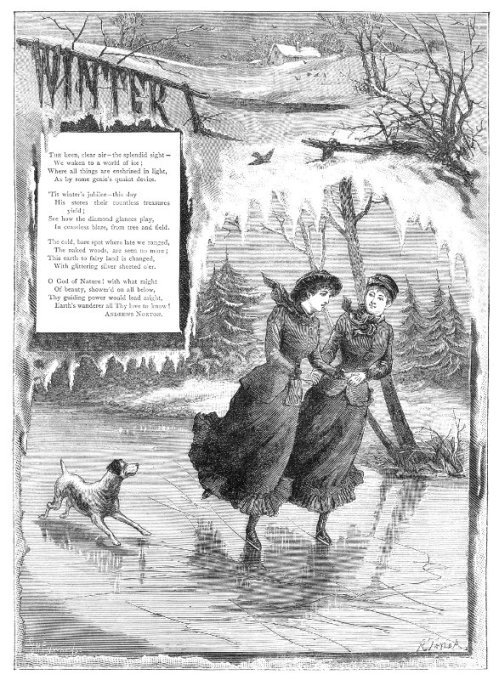 WINTER
The keen, clear air—the splendid sight—
We waken to a world of ice;
Where all things are enshrined in light,
As by some genie's quaint device.
'Tis winter's jubilee—this day
His stores their countless treasures
yield;
See how the diamond glances play,
In ceaseless blaze, from tree and field.
The cold, bare spot where late we ranged,
The naked woods, are seen no more;
This earth to fairy land is changed,
With glittering silver sheeted o'er.
O God of Nature! with what might
Of beauty, shower'd on all below,
Thy guiding power would lead aright,
Earth's wanderer all Thy love to know!
ANDREWS NORTON.